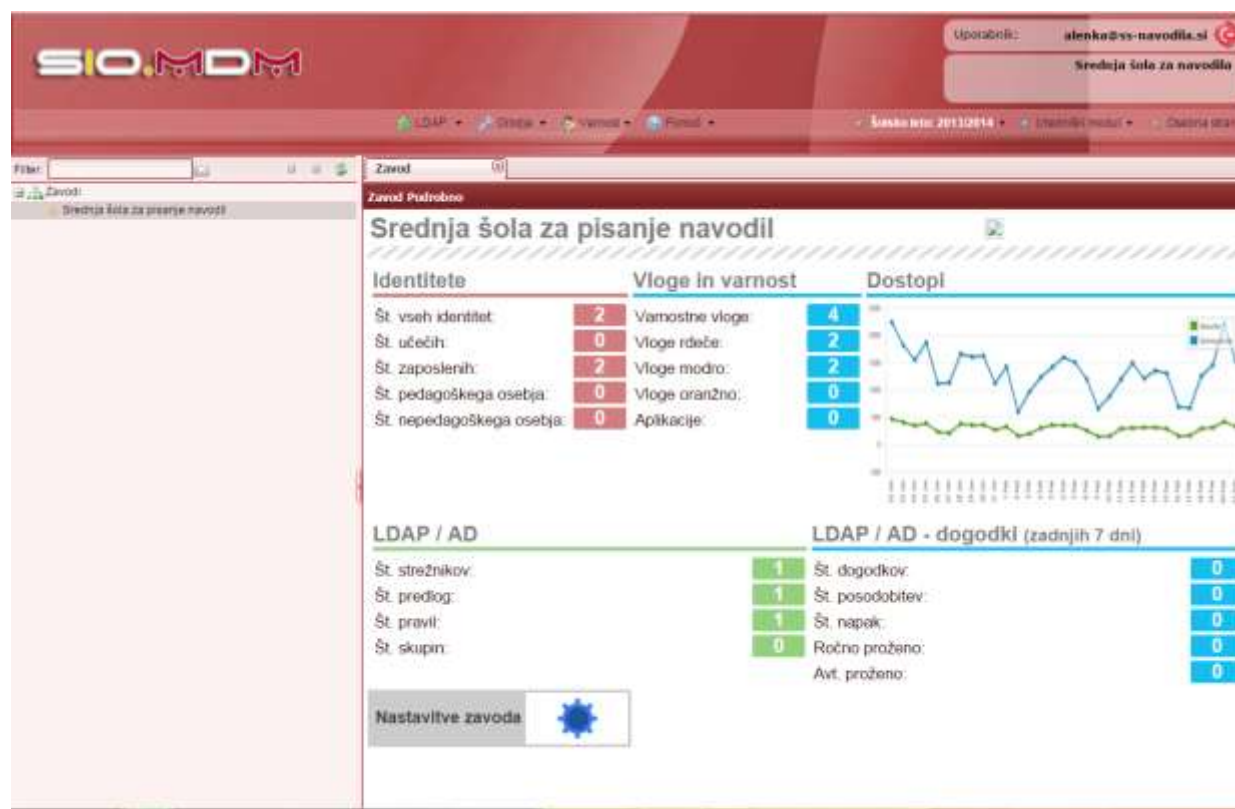 SIO.MDM
Uporabnik: alenka@ss-navodila.si
Srednja šola za navodila
LDAP Orodja Varnost Pomoč Šolsko leto: 2013/2014 Osebna stran
Filter:
Zavodi
Srednja šola za pisanje navodil
Zavod
Zavod Podrobno
Srednja šola za pisanje navodil
Identitete Vloge in varnost Dostopi
Št. vseh identitet: 2 Varnostne vloge: 4
Št. učečih: 0 Vloge rdeče: 2
Št. zaposlenih: 2 Vloge modro: 2
Št. pedagoškega osebja: 0 Vloge oranžno: 0
Št. nepedagoškega osebja: 0 Aplikacije: 0
LDAP / AD LDAP / AD - dogodki (zadnjih 7 dni)
Št. strežnikov: 1 Št. dogodkov: 0
Št. predlog: 1 Št. posodobitev: 0
Št. pravil: 1 Št. napak: 0
Št. skupin: 0 Ročno proženo: 0
Avt. proženo: 0
Nastavitve zavoda